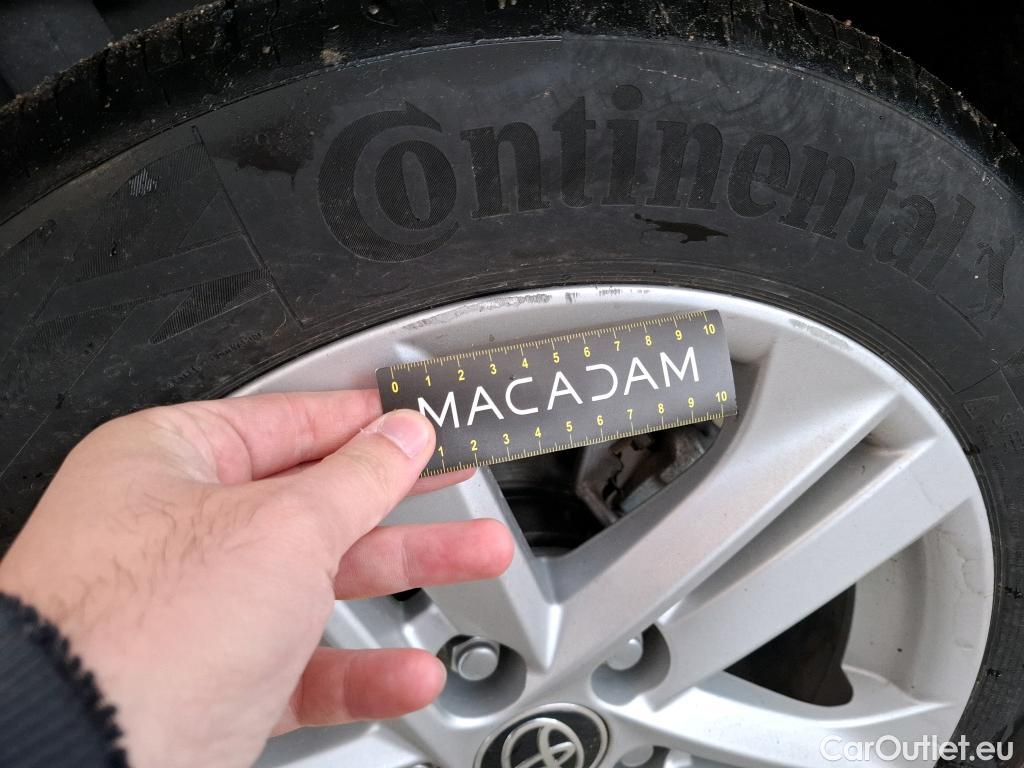 Continental
0 1 2 3 4 5 6 7 8 9 10
MACADAM
1 2 3 4 5 6 7 8 9 10
CarOutlet.eu